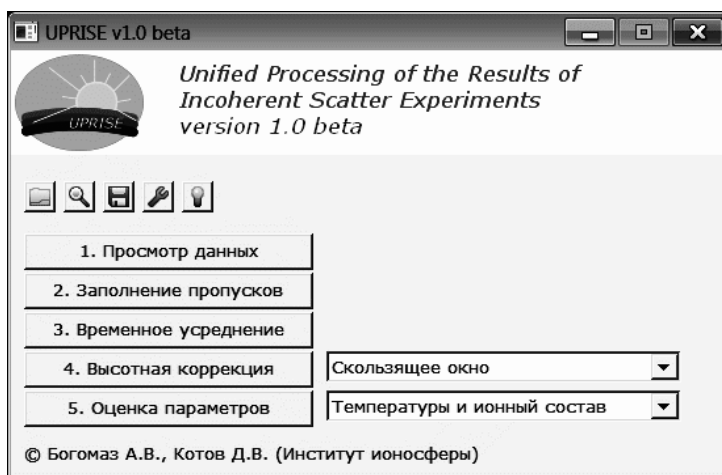 UPRISE v1.0 beta
Unified Processing of the Results of
Incoherent Scatter Experiments
version 1.0 beta
UPRISE
1. Просмотр данных
2. Заполнение пропусков
3. Временное усреднение
4. Высотная коррекция
Скользящее окно
5. Оценка параметров
Температуры и ионный состав
© Богомаз А.В., Котов Д.В. (Институт ионосферы)